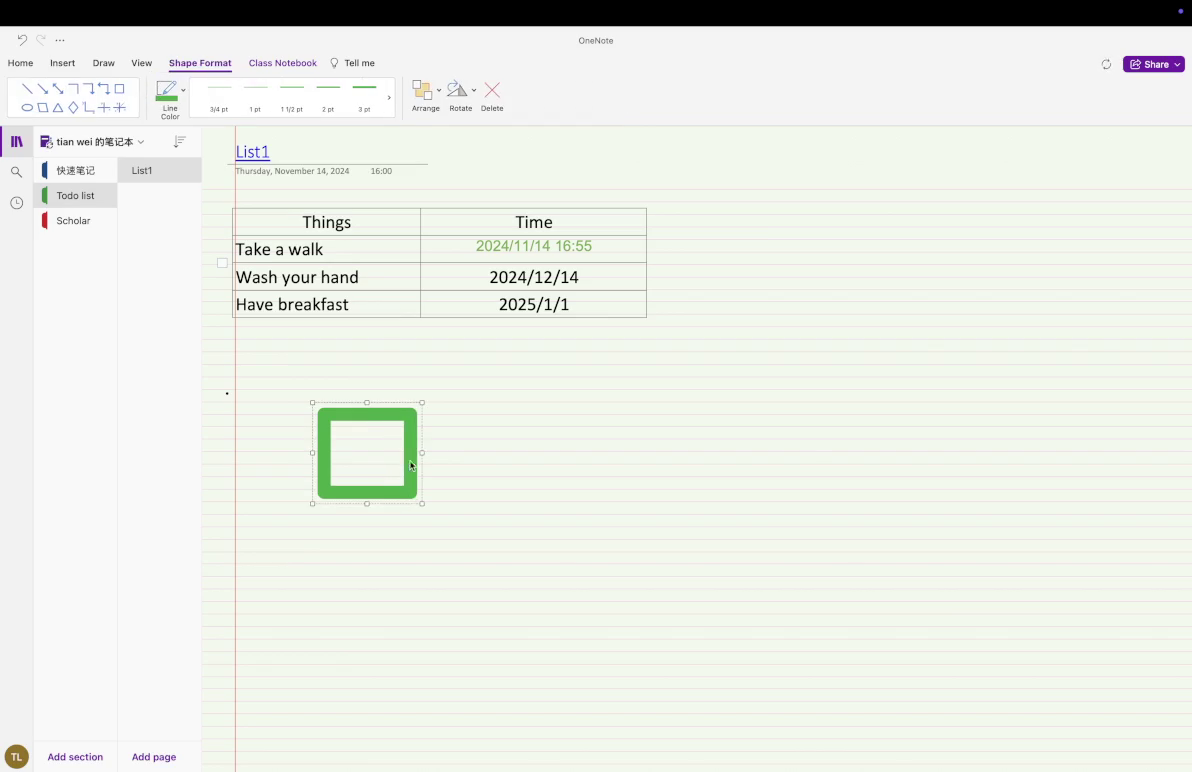 OneNote
Home Insert Draw View Shape Format Class Notebook Tell me
Share
3/4 pt 1 pt 1 1/2 pt 2 pt 3 pt
Line
Color
Arrange Rotate Delete
tian wei 的笔记本
快速笔记
Todo list
Scholar
List1
List1
Thursday, November 14, 2024 16:00
Things Time
Take a walk 2024/11/14 16:55
Wash your hand 2024/12/14
Have breakfast 2025/1/1
TL
Add section Add page